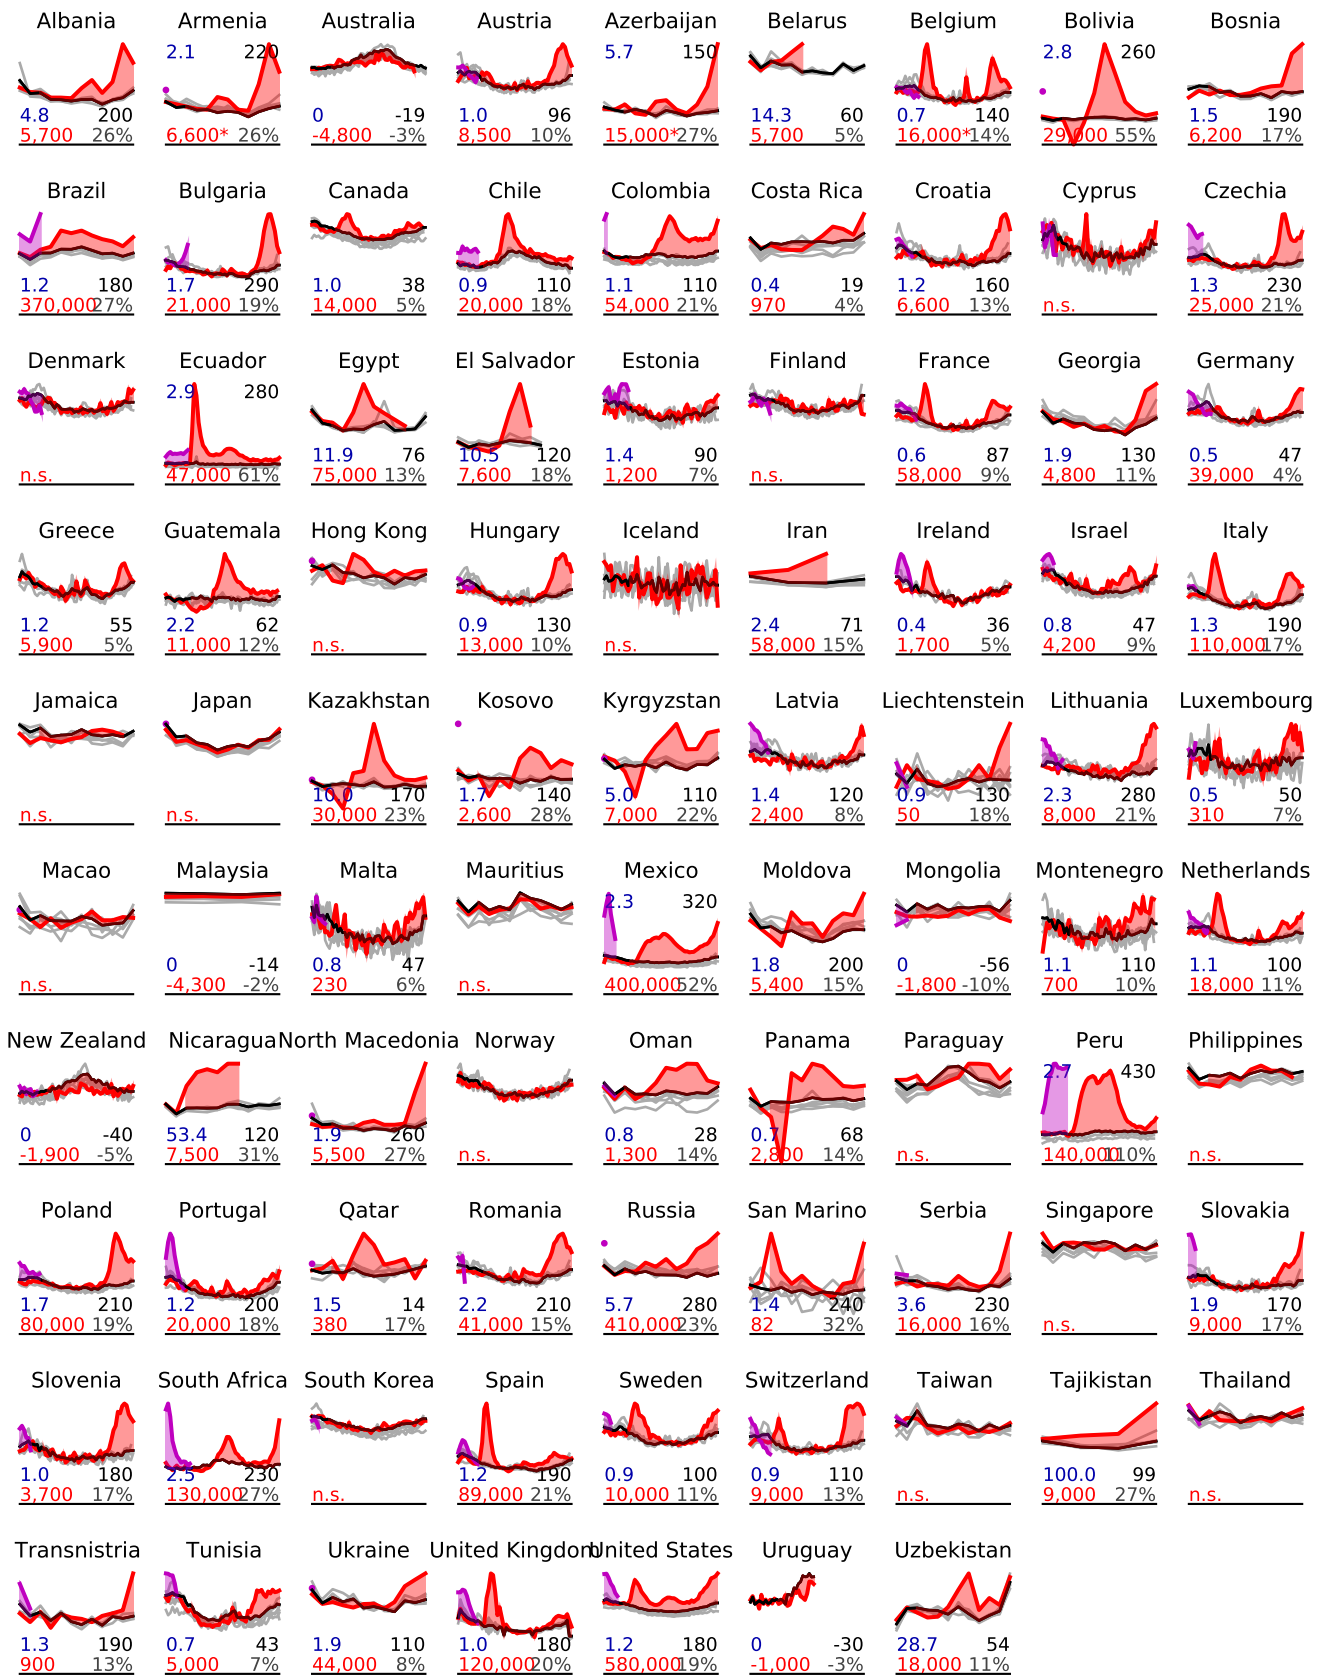 Albania Armenia Australia Austria Azerbaijan Belarus Belgium Bolivia Bosnia
2.1 220 5.7 150 2.8 260
4.8 200 0 -19 1.0 96 14.3 60 0.7 140 1.5 190
5,700 26% 6,600* 26% -4,800 -3% 8,500 10% 15,000* 27% 5,700 5% 16,000* 14% 29,000 55% 6,200 17%
Brazil Bulgaria Canada Chile Colombia Costa Rica Croatia Cyprus Czechia
1.2 180 1.7 290 1.0 38 0.9 110 1.1 110 0.4 19 1.2 160 1.3 230
370,000 27% 21,000 19% 14,000 5% 20,000 18% 54,000 21% 970 4% 6,600 13% n.s. 25,000 21%
Denmark Ecuador Egypt El Salvador Estonia Finland France Georgia Germany
2.9 280
11.9 76 10.5 120 1.4 90 0.6 87 1.9 130 0.5 47
n.s. 47,000 61% 75,000 13% 7,600 18% 1,200 7% n.s. 58,000 9% 4,800 11% 39,000 4%
Greece Guatemala Hong Kong Hungary Iceland Iran Ireland Israel Italy
1.2 55 2.2 62 0.9 130 2.4 71 0.4 36 0.8 47 1.3 190
5,900 5% 11,000 12% n.s. 13,000 10% n.s. 58,000 15% 1,700 5% 4,200 9% 110,000 17%
Jamaica Japan Kazakhstan Kosovo Kyrgyzstan Latvia Liechtenstein Lithuania Luxembourg
10.0 170 1.7 140 5.0 110 1.4 120 0.9 130 2.3 280 0.5 50
n.s. n.s. 30,000 23% 2,600 28% 7,000 22% 2,400 8% 50 18% 8,000 21% 310 7%
Macao Malaysia Malta Mauritius Mexico Moldova Mongolia Montenegro Netherlands
2.3 320
0 -14 0.8 47 1.8 200 0 -56 1.1 110 1.1 100
n.s. -4,300 -2% 230 6% n.s. 400,000 52% 5,400 15% -1,800 -10% 700 10% 18,000 11%
New Zealand Nicaragua North Macedonia Norway Oman Panama Paraguay Peru Philippines
2.7 430
0 -40 53.4 120 1.9 260 0.8 28 0.7 68
-1,900 -5% 7,500 31% 5,500 27% n.s. 1,300 14% 2,800 14% n.s. 140,000 110% n.s.
Poland Portugal Qatar Romania Russia San Marino Serbia Singapore Slovakia
1.7 210 1.2 200 1.5 14 2.2 210 5.7 280 1.4 240 3.6 230 1.9 170
80,000 19% 20,000 18% 380 17% 41,000 15% 410,000 23% 82 32% 16,000 16% n.s. 9,000 17%
Slovenia South Africa South Korea Spain Sweden Switzerland Taiwan Tajikistan Thailand
1.0 180 2.5 230 1.2 190 0.9 100 0.9 110 100.0 99
3,700 17% 130,000 27% n.s. 89,000 21% 10,000 11% 9,000 13% n.s. 9,000 27% n.s.
Transnistria Tunisia Ukraine United Kingdom United States Uruguay Uzbekistan
1.3 190 0.7 43 1.9 110 1.0 180 1.2 180 0 -30 28.7 54
900 13% 5,000 7% 44,000 8% 120,000 20% 580,000 19% -1,000 -3% 18,000 11%